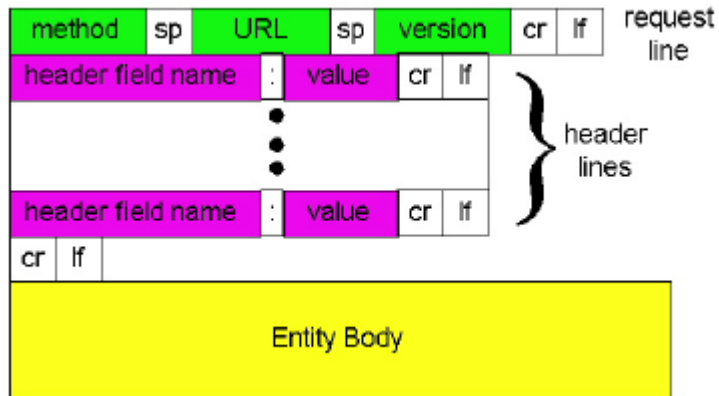 method sp URL sp version cr lf
request
line
header field name : value cr lf
header
lines
header field name : value cr lf
cr lf
Entity Body